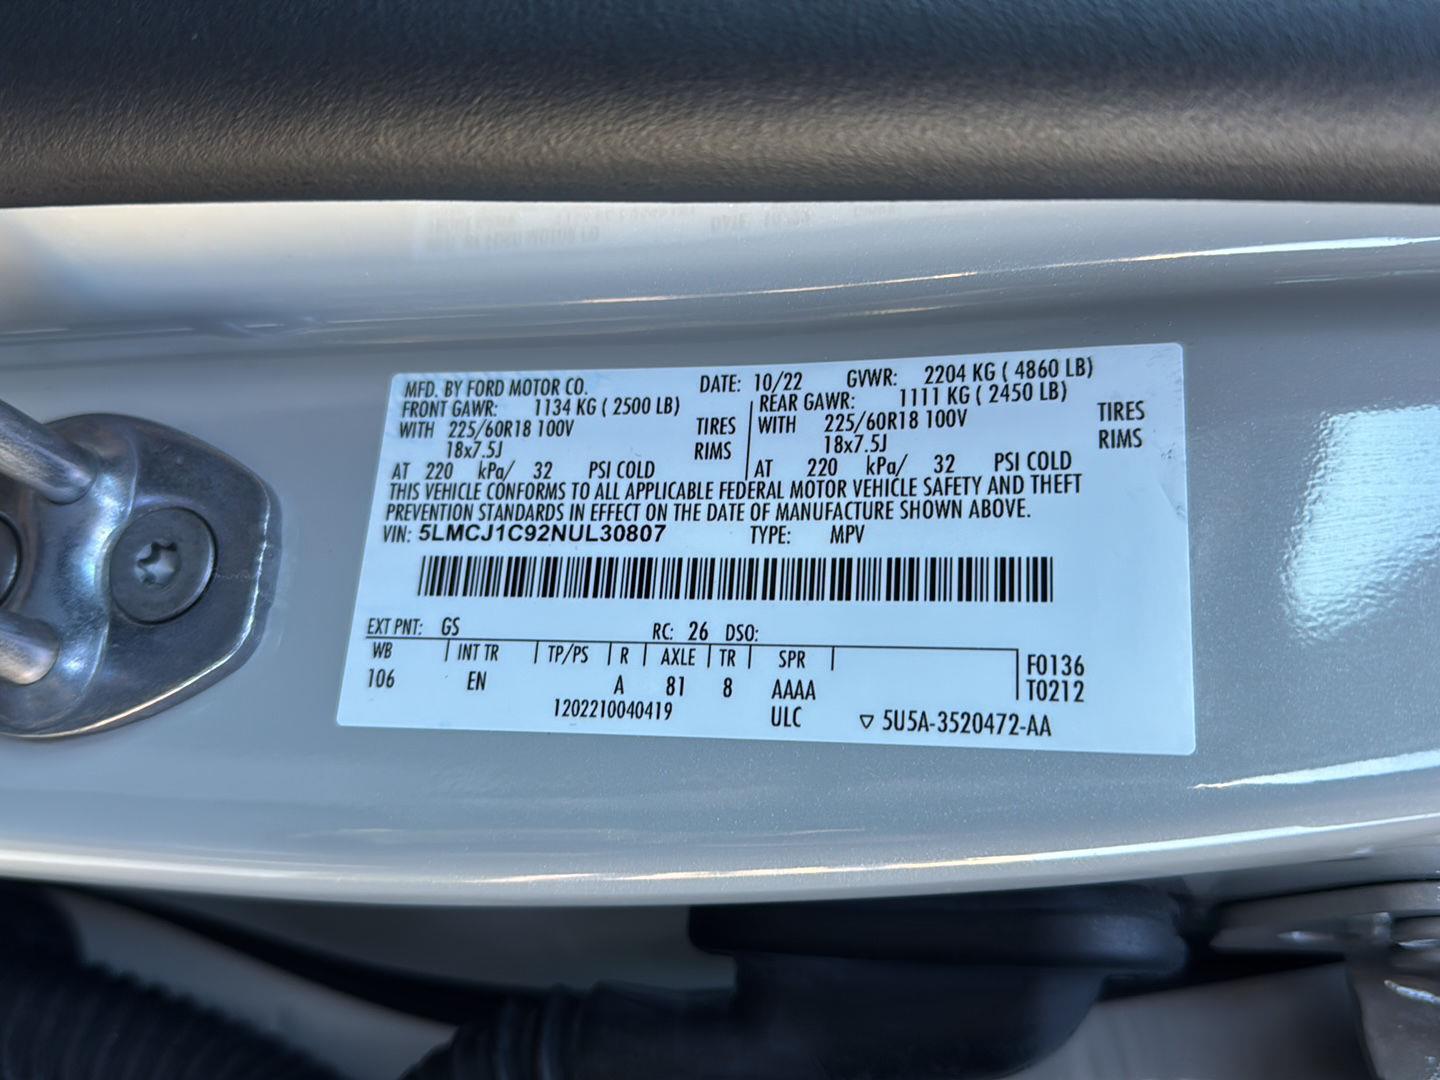 MFD. BY FORD MOTOR CO. DATE: 10/22 GVWR: 2204 KG ( 4860 LB)
FRONT GAWR: 1134 KG ( 2500 LB) REAR GAWR: 1111 KG ( 2450 LB)
WITH 225/60R18 100V TIRES WITH 225/60R18 100V TIRES
18x7.5J RIMS 18x7.5J RIMS
AT 220 kPa/ 32 PSI COLD AT 220 kPa/ 32 PSI COLD
THIS VEHICLE CONFORMS TO ALL APPLICABLE FEDERAL MOTOR VEHICLE SAFETY AND THEFT
PREVENTION STANDARDS IN EFFECT ON THE DATE OF MANUFACTURE SHOWN ABOVE.
VIN: 5LMCJ1C92NUL30807 TYPE: MPV
EXT PNT: GS RC: 26 DSO:
WB INT TR TP/PS R AXLE TR SPR F0136
106 EN A 81 8 AAAA T0212
1202210040419 ULC ▽ 5U5A-3520472-AA